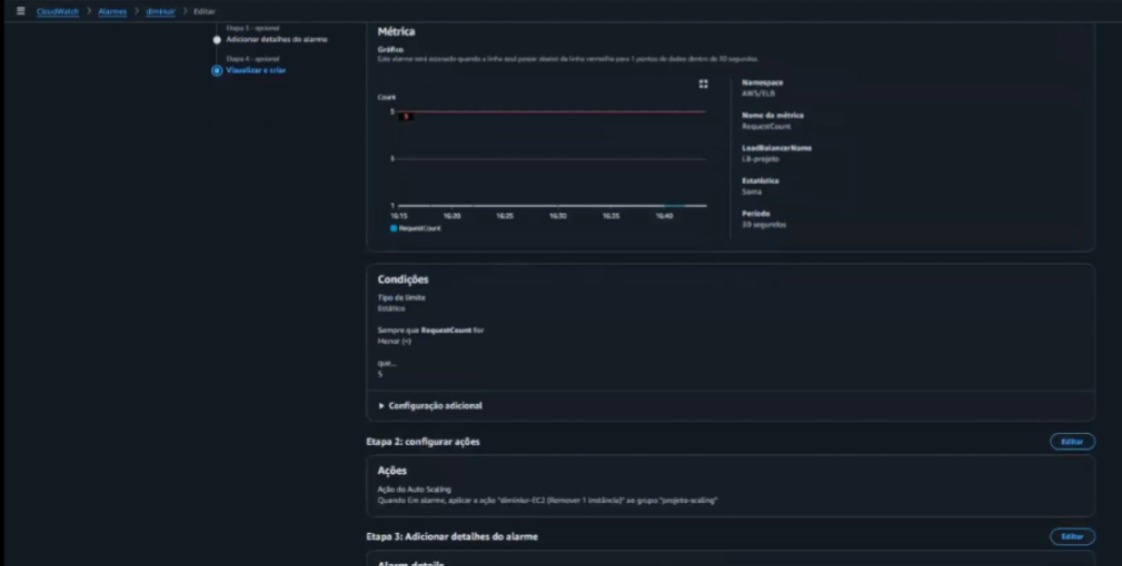 CloudWatch > Alarmes > diminuir > Editar
Etapa 3 - opcional
Adicionar detalhes do alarme
Etapa 4 - opcional
Visualizar e criar
Métrica
Gráfico
Este alarme será acionado quando a linha azul passar abaixo da linha vermelha para 1 pontos de dados dentro de 30 segundos.
Count
5
5
3
1
16:15 16:20 16:25 16:30 16:35 16:40
RequestCount
Namespace
AWS/ELB
Nome da métrica
RequestCount
LoadBalancerName
LB-projeto
Estatística
Soma
Período
30 segundos
Condições
Tipo de limite
Estático
Sempre que RequestCount for
Menor (<)
que...
5
Configuração adicional
Etapa 2: configurar ações
Editar
Ações
Ação do Auto Scaling
Quando Em alarme, aplicar a ação "diminiur-EC2 (Remover 1 instância)" ao grupo "projeto-scaling"
Etapa 3: Adicionar detalhes do alarme
Editar
Alarm details